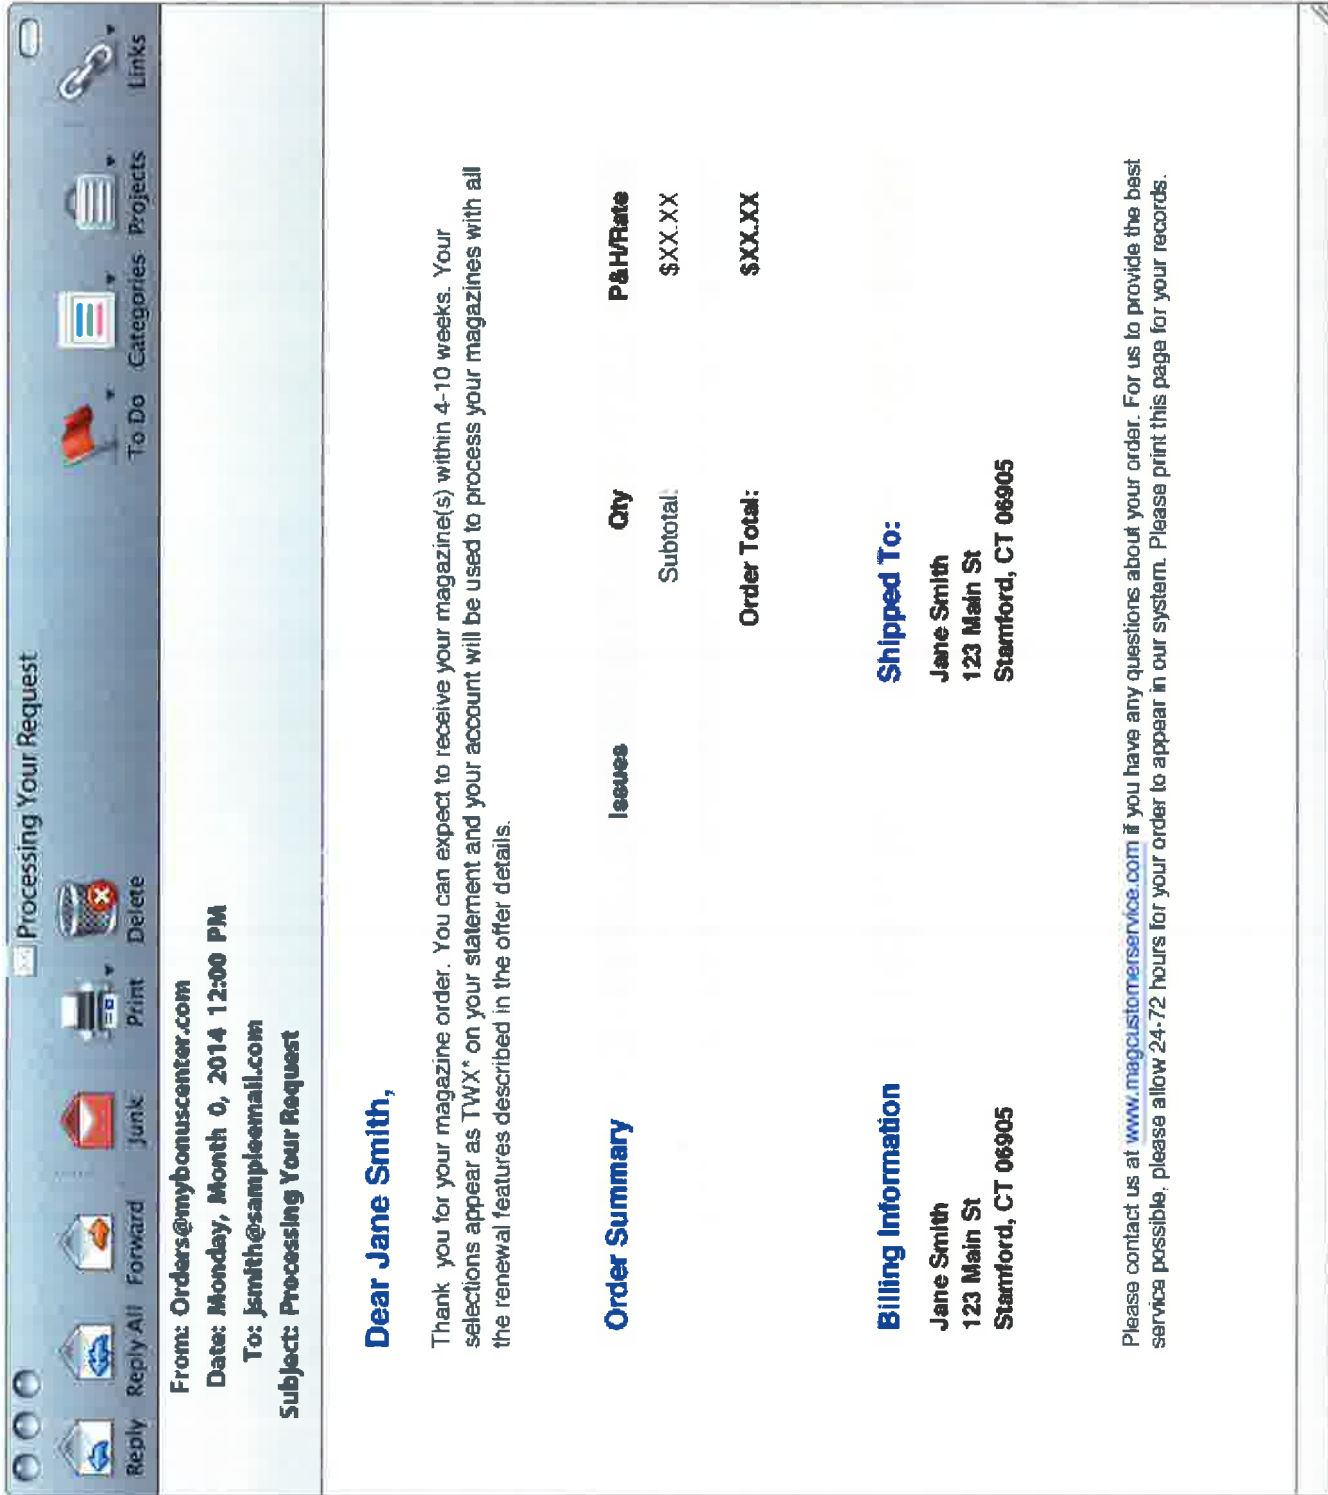 Processing Your Request
Reply Reply All Forward Junk Print Delete To Do Categories Projects Links
From: Orders@mybonuscenter.com
Date: Monday, Month 0, 2014 12:00 PM
To: jsmith@sampleemail.com
Subject: Processing Your Request
Dear Jane Smith,
Thank you for your magazine order. You can expect to receive your magazine(s) within 4-10 weeks. Your
selections appear as TWX* on your statement and your account will be used to process your magazines with all
the renewal features described in the offer details.
Order Summary Issues Qty P&H/Rate
Subtotal: $XX.XX
Order Total: $XX.XX
Billing Information Shipped To:
Jane Smith Jane Smith
123 Main St 123 Main St
Stamford, CT 06905 Stamford, CT 06905
Please contact us at www.magcustomerservice.com if you have any questions about your order. For us to provide the best
service possible, please allow 24-72 hours for your order to appear in our system. Please print this page for your records.